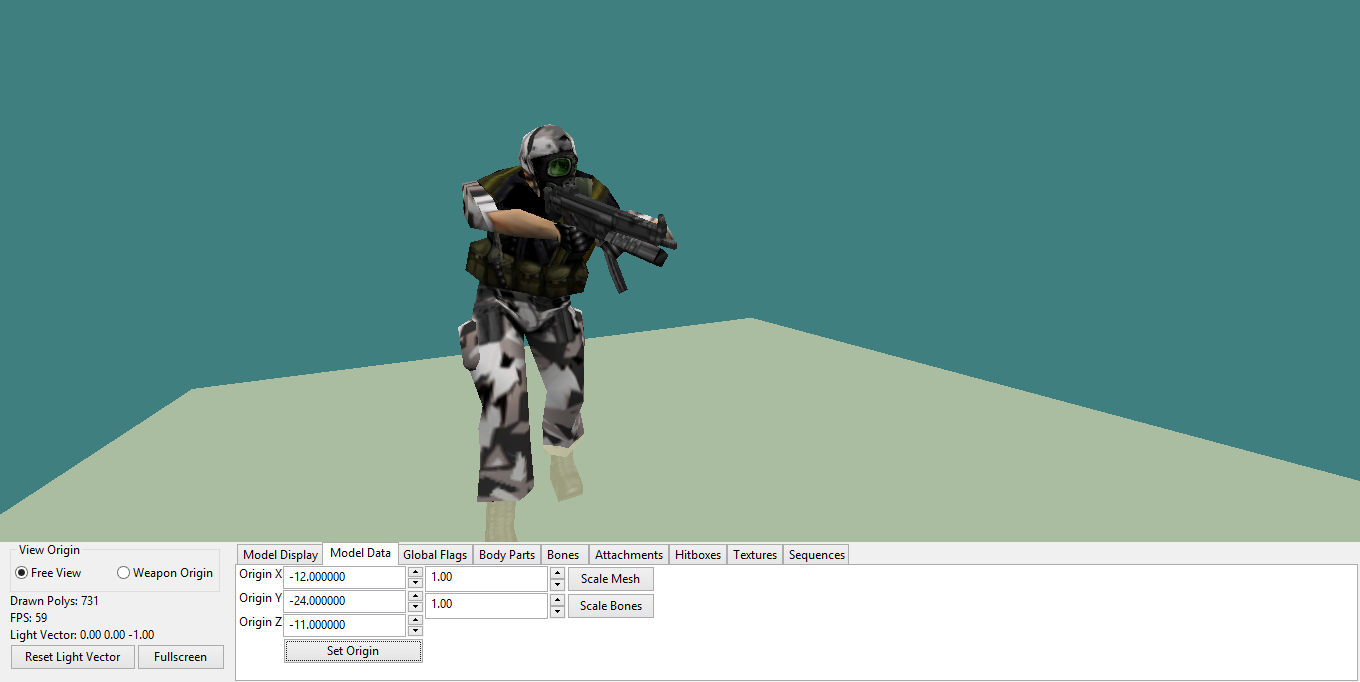 View Origin
Free View
Weapon Origin
Drawn Polys: 731
FPS: 59
Light Vector: 0.00 0.00 -1.00
Reset Light Vector
Fullscreen
Model Display
Model Data
Global Flags
Body Parts
Bones
Attachments
Hitboxes
Textures
Sequences
Origin X -12.000000 1.00 Scale Mesh
Origin Y -24.000000 1.00 Scale Bones
Origin Z -11.000000
Set Origin